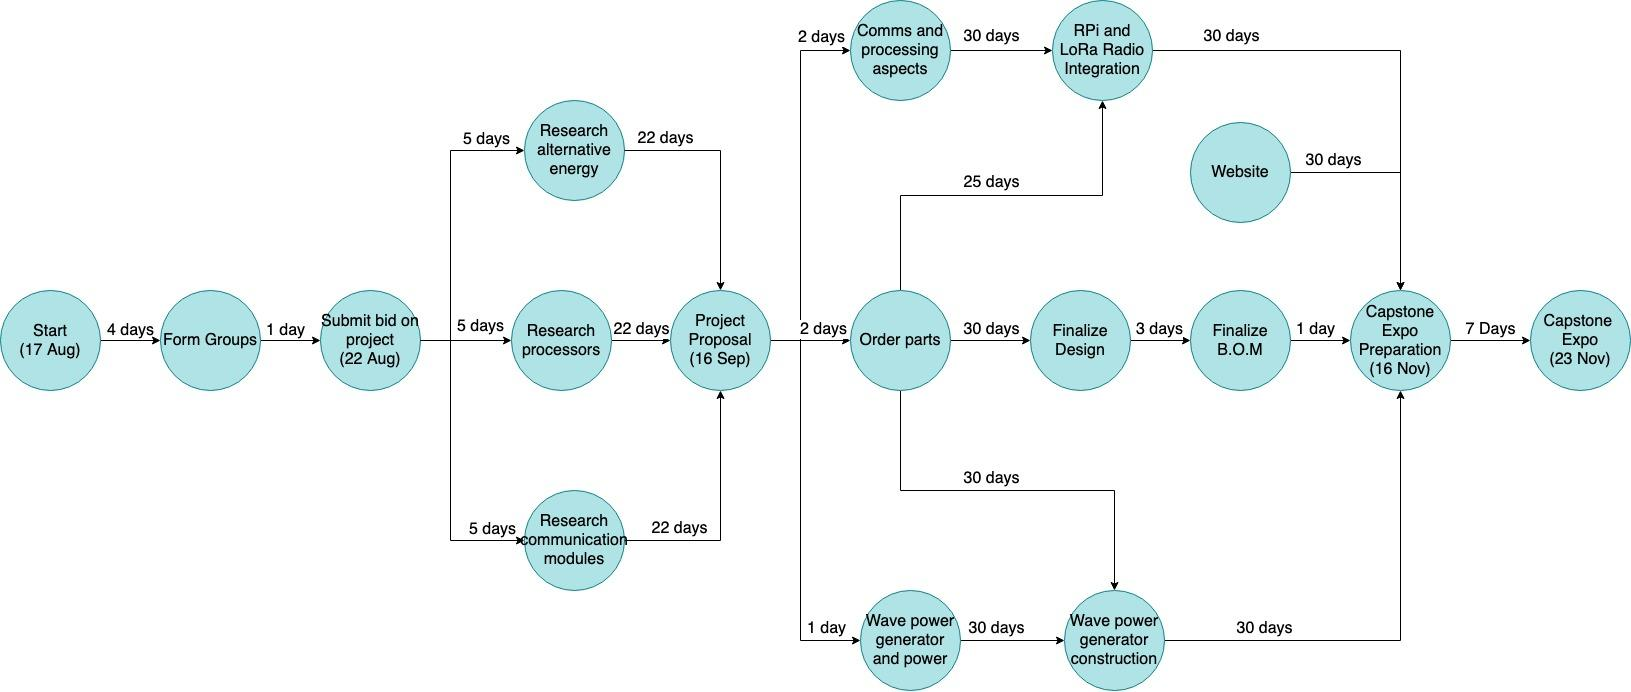 Start
(17 Aug)
4 days
Form Groups
1 day
Submit bid on
project
(22 Aug)
5 days
Research
alternative
energy
22 days
5 days
Research
processors
22 days
5 days
Research
communication
modules
22 days
Project
Proposal
(16 Sep)
2 days
Comms and
processing
aspects
30 days
RPi and
LoRa Radio
Integration
30 days
25 days
Website
30 days
2 days
Order parts
30 days
Finalize
Design
3 days
Finalize
B.O.M
1 day
Capstone
Expo
Preparation
(16 Nov)
7 Days
Capstone
Expo
(23 Nov)
30 days
1 day
Wave power
generator
and power
30 days
Wave power
generator
construction
30 days